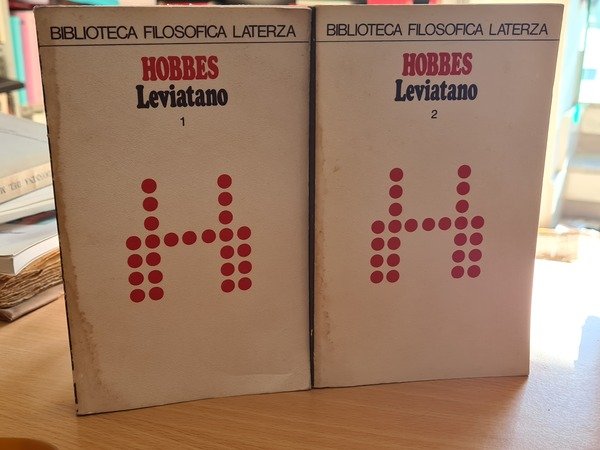 BIBLIOTECA FILOSOFICA LATERZA
HOBBES
Leviatano
1
BIBLIOTECA FILOSOFICA LATERZA
HOBBES
Leviatano
2